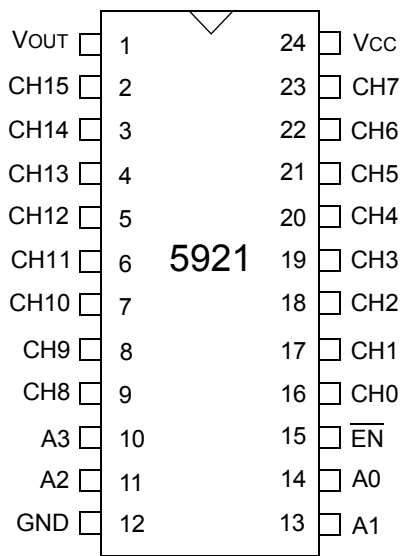 VOUT 1 24 VCC
CH15 2 23 CH7
CH14 3 22 CH6
CH13 4 21 CH5
CH12 5 20 CH4
CH11 6 5921 19 CH3
CH10 7 18 CH2
CH9 8 17 CH1
CH8 9 16 CH0
A3 10 15 E̅N̅
A2 11 14 A0
GND 12 13 A1